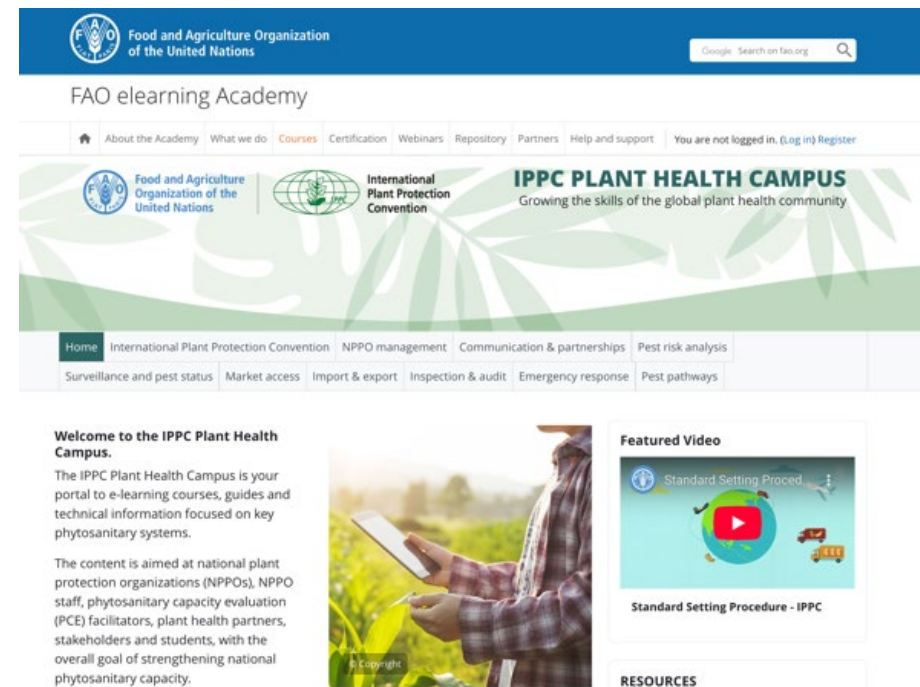 Food and Agriculture Organization
of the United Nations
Google Search on fao.org
FAO elearning Academy
About the Academy What we do Courses Certification Webinars Repository Partners Help and support You are not logged in. (Log in) Register
Food and Agriculture
Organization of the
United Nations
IPPC
International
Plant Protection
Convention
IPPC PLANT HEALTH CAMPUS
Growing the skills of the global plant health community
Home International Plant Protection Convention NPPO management Communication & partnerships Pest risk analysis
Surveillance and pest status Market access Import & export Inspection & audit Emergency response Pest pathways
Welcome to the IPPC Plant Health
Campus.
The IPPC Plant Health Campus is your
portal to e-learning courses, guides and
technical information focused on key
phytosanitary systems.
The content is aimed at national plant
protection organizations (NPPOs), NPPO
staff, phytosanitary capacity evaluation
(PCE) facilitators, plant health partners,
stakeholders and students, with the
overall goal of strengthening national
phytosanitary capacity.
© Copyright
Featured Video
Standard Setting Proced...
Standard Setting Procedure - IPPC
RESOURCES